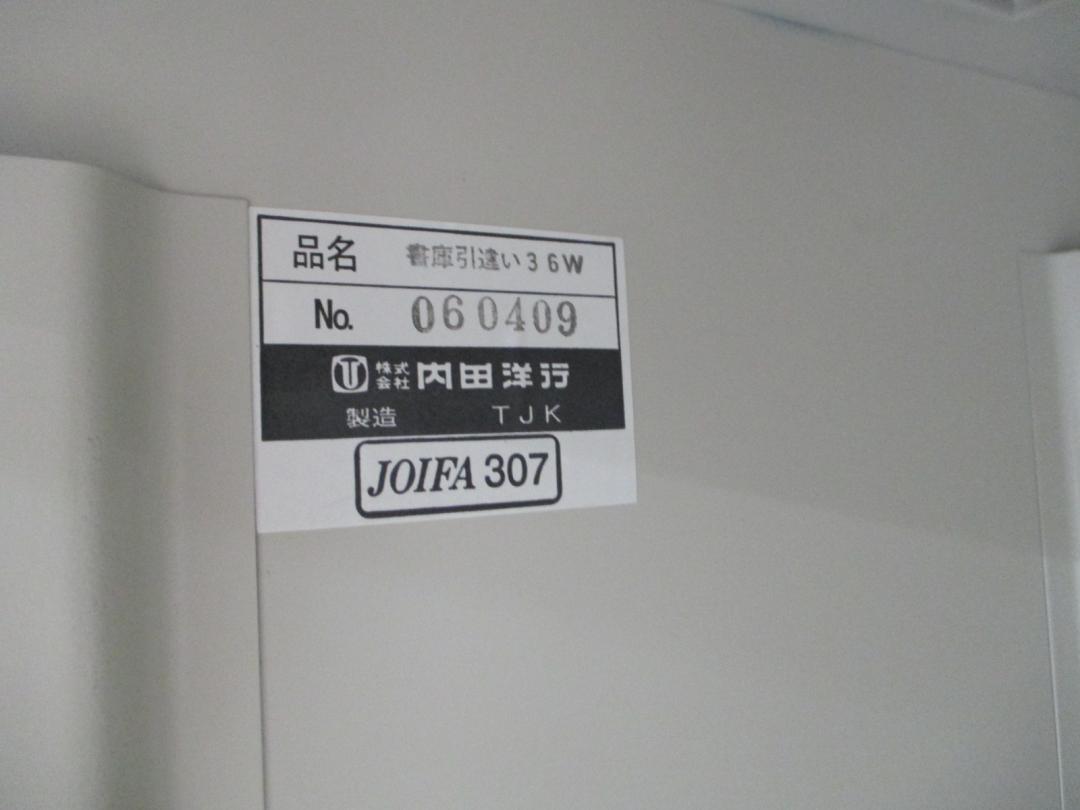 品名 書庫引違い36W
No. 060409
株式会社 内田洋行
製造 TJK
JOIFA 307